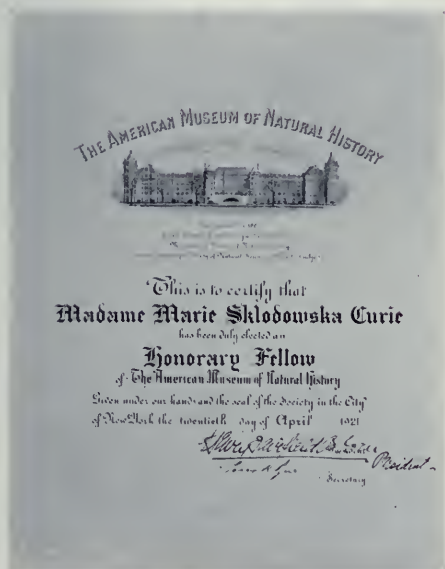 THE AMERICAN MUSEUM OF NATURAL HISTORY
This is to certify that
Madame Marie Sklodowska Curie
has been duly elected an
Honorary Fellow
of The American Museum of Natural History
Given under our hands and the seal of the Society in the City
of New York the twentieth day of April 1921
President
Secretary